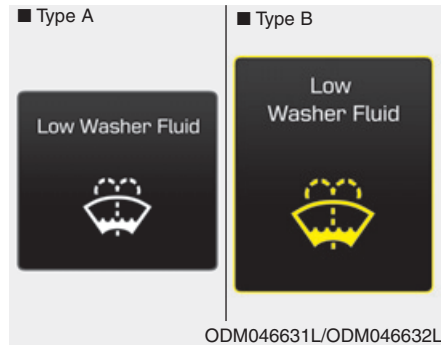 ■ Type A
Low Washer Fluid
■ Type B
Low
Washer Fluid
ODM046631L/ODM046632L